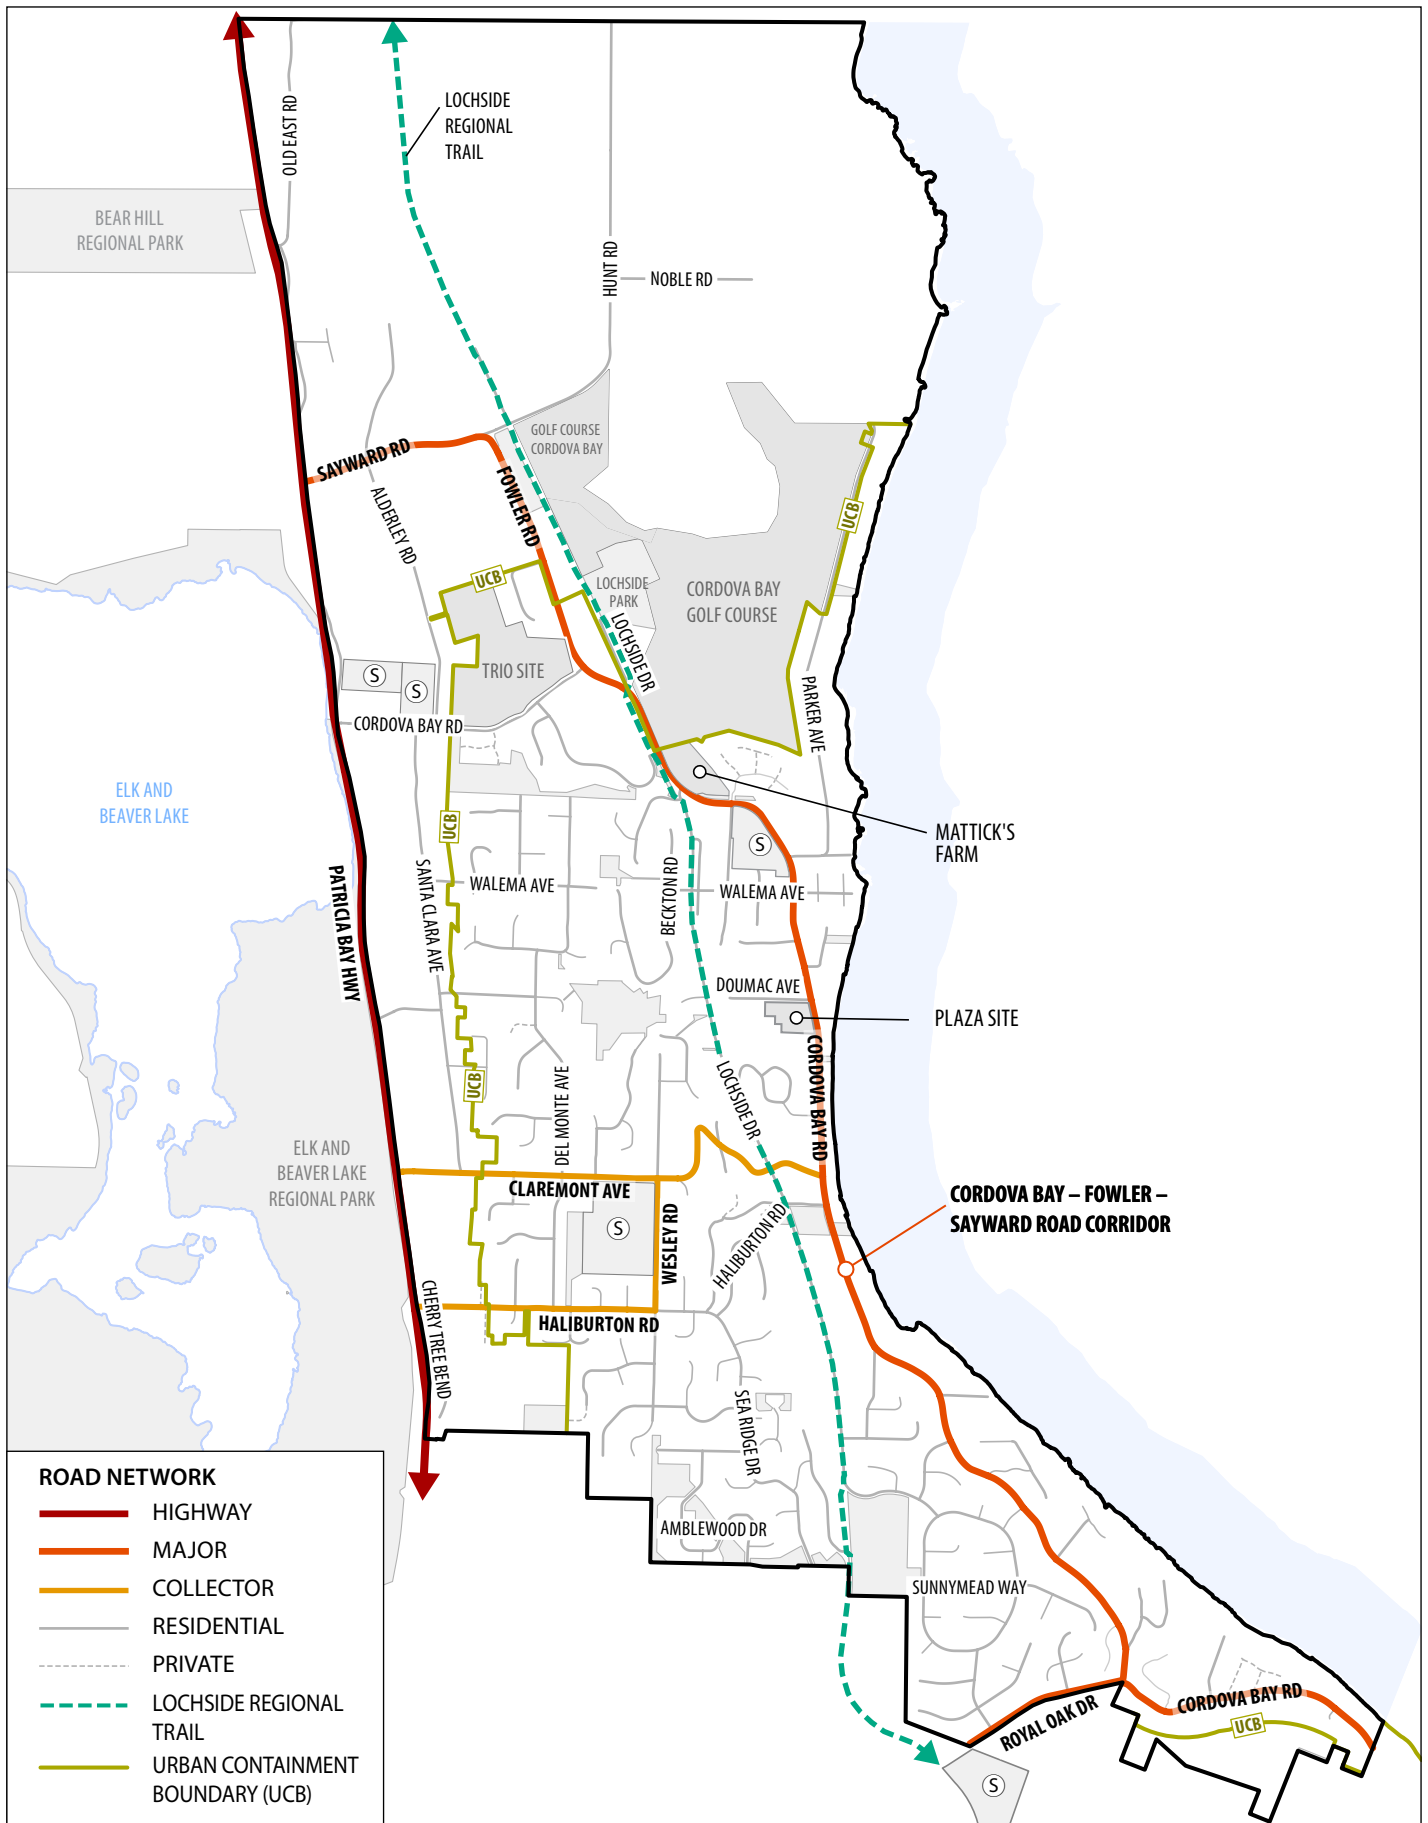 OLD EAST RD
LOCHSIDE
REGIONAL
TRAIL
BEAR HILL
REGIONAL PARK
HUNT RD
NOBLE RD
SAYWARD RD
GOLF COURSE
CORDOVA BAY
FOWLER RD
ALDERLEY RD
UCB
UCB
LOCHSIDE
PARK
CORDOVA BAY
GOLF COURSE
LOCHSIDE DR
TRIO SITE
S
S
CORDOVA BAY RD
PARKER AVE
ELK AND
BEAVER LAKE
UCB
MATTICK'S
FARM
S
PATRICIA BAY HWY
SANTA CLARA AVE
WALEMA AVE
BECKTON RD
WALEMA AVE
DOUMAC AVE
PLAZA SITE
CORDOVA BAY RD
UCB
DEL MONTE AVE
LOCHSIDE DR
ELK AND
BEAVER LAKE
REGIONAL PARK
CLAREMONT AVE
S
WESLEY RD
HALIBURTON RD
CORDOVA BAY – FOWLER –
SAYWARD ROAD CORRIDOR
CHERRY TREE BEND
HALIBURTON RD
SEA RIDGE DR
AMBLEWOOD DR
SUNNYMEAD WAY
ROYAL OAK DR
CORDOVA BAY RD
UCB
S
ROAD NETWORK
HIGHWAY
MAJOR
COLLECTOR
RESIDENTIAL
PRIVATE
LOCHSIDE REGIONAL
TRAIL
URBAN CONTAINMENT
BOUNDARY (UCB)